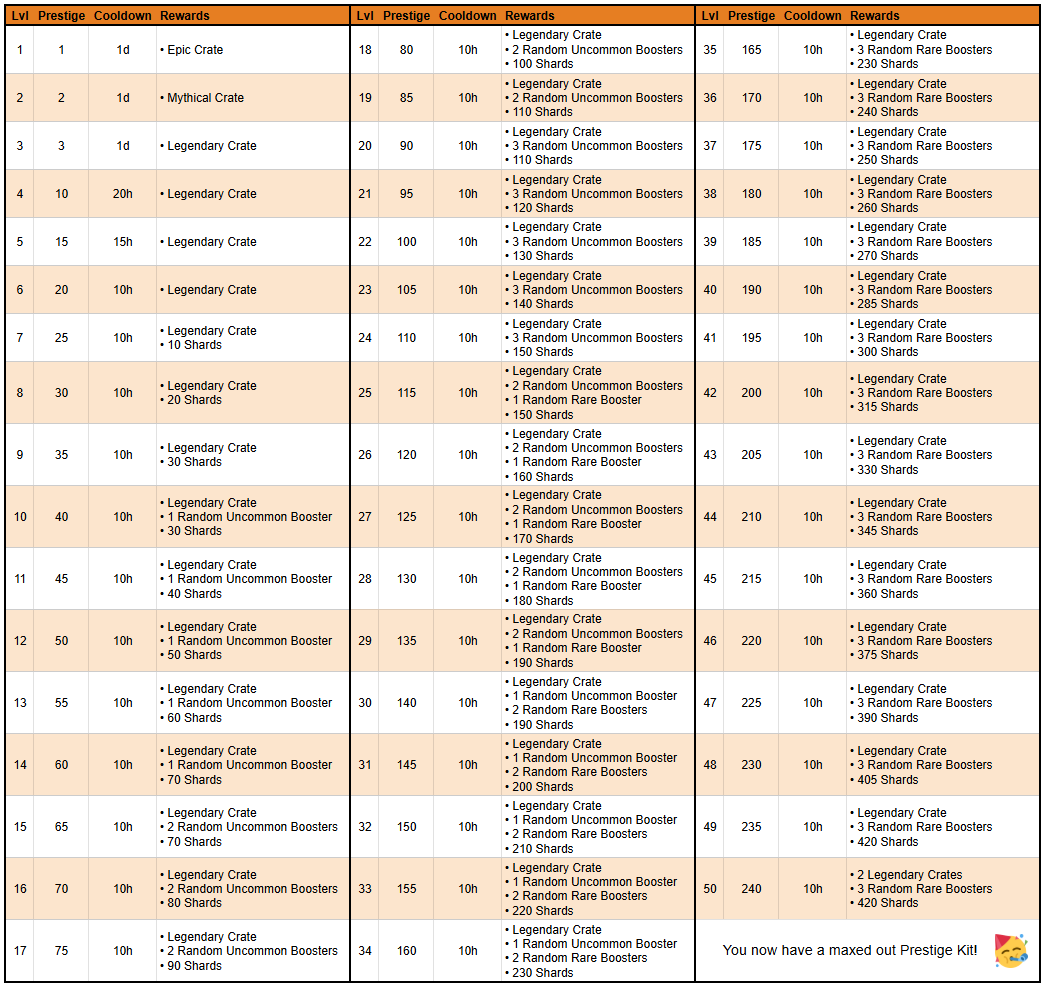 Lvl Prestige Cooldown Rewards
1 1 1d • Epic Crate
2 2 1d • Mythical Crate
3 3 1d • Legendary Crate
4 10 20h • Legendary Crate
5 15 15h • Legendary Crate
6 20 10h • Legendary Crate
7 25 10h • Legendary Crate
• 10 Shards
8 30 10h • Legendary Crate
• 20 Shards
9 35 10h • Legendary Crate
• 30 Shards
10 40 10h • Legendary Crate
• 1 Random Uncommon Booster
• 30 Shards
11 45 10h • Legendary Crate
• 1 Random Uncommon Booster
• 40 Shards
12 50 10h • Legendary Crate
• 1 Random Uncommon Booster
• 50 Shards
13 55 10h • Legendary Crate
• 1 Random Uncommon Booster
• 60 Shards
14 60 10h • Legendary Crate
• 1 Random Uncommon Booster
• 70 Shards
15 65 10h • Legendary Crate
• 2 Random Uncommon Boosters
• 70 Shards
16 70 10h • Legendary Crate
• 2 Random Uncommon Boosters
• 80 Shards
17 75 10h • Legendary Crate
• 2 Random Uncommon Boosters
• 90 Shards
Lvl Prestige Cooldown Rewards
18 80 10h • Legendary Crate
• 2 Random Uncommon Boosters
• 100 Shards
19 85 10h • Legendary Crate
• 2 Random Uncommon Boosters
• 110 Shards
20 90 10h • Legendary Crate
• 3 Random Uncommon Boosters
• 110 Shards
21 95 10h • Legendary Crate
• 3 Random Uncommon Boosters
• 120 Shards
22 100 10h • Legendary Crate
• 3 Random Uncommon Boosters
• 130 Shards
23 105 10h • Legendary Crate
• 3 Random Uncommon Boosters
• 140 Shards
24 110 10h • Legendary Crate
• 3 Random Uncommon Boosters
• 150 Shards
25 115 10h • Legendary Crate
• 2 Random Uncommon Boosters
• 1 Random Rare Booster
• 150 Shards
26 120 10h • Legendary Crate
• 2 Random Uncommon Boosters
• 1 Random Rare Booster
• 160 Shards
27 125 10h • Legendary Crate
• 2 Random Uncommon Boosters
• 1 Random Rare Booster
• 170 Shards
28 130 10h • Legendary Crate
• 2 Random Uncommon Boosters
• 1 Random Rare Booster
• 180 Shards
29 135 10h • Legendary Crate
• 2 Random Uncommon Boosters
• 1 Random Rare Booster
• 190 Shards
30 140 10h • Legendary Crate
• 1 Random Uncommon Booster
• 2 Random Rare Boosters
• 190 Shards
31 145 10h • Legendary Crate
• 1 Random Uncommon Booster
• 2 Random Rare Boosters
• 200 Shards
32 150 10h • Legendary Crate
• 1 Random Uncommon Booster
• 2 Random Rare Boosters
• 210 Shards
33 155 10h • Legendary Crate
• 1 Random Uncommon Booster
• 2 Random Rare Boosters
• 220 Shards
34 160 10h • Legendary Crate
• 1 Random Uncommon Booster
• 2 Random Rare Boosters
• 230 Shards
Lvl Prestige Cooldown Rewards
35 165 10h • Legendary Crate
• 3 Random Rare Boosters
• 230 Shards
36 170 10h • Legendary Crate
• 3 Random Rare Boosters
• 240 Shards
37 175 10h • Legendary Crate
• 3 Random Rare Boosters
• 250 Shards
38 180 10h • Legendary Crate
• 3 Random Rare Boosters
• 260 Shards
39 185 10h • Legendary Crate
• 3 Random Rare Boosters
• 270 Shards
40 190 10h • Legendary Crate
• 3 Random Rare Boosters
• 285 Shards
41 195 10h • Legendary Crate
• 3 Random Rare Boosters
• 300 Shards
42 200 10h • Legendary Crate
• 3 Random Rare Boosters
• 315 Shards
43 205 10h • Legendary Crate
• 3 Random Rare Boosters
• 330 Shards
44 210 10h • Legendary Crate
• 3 Random Rare Boosters
• 345 Shards
45 215 10h • Legendary Crate
• 3 Random Rare Boosters
• 360 Shards
46 220 10h • Legendary Crate
• 3 Random Rare Boosters
• 375 Shards
47 225 10h • Legendary Crate
• 3 Random Rare Boosters
• 390 Shards
48 230 10h • Legendary Crate
• 3 Random Rare Boosters
• 405 Shards
49 235 10h • Legendary Crate
• 3 Random Rare Boosters
• 420 Shards
50 240 10h • 2 Legendary Crates
• 3 Random Rare Boosters
• 420 Shards
You now have a maxed out Prestige Kit!